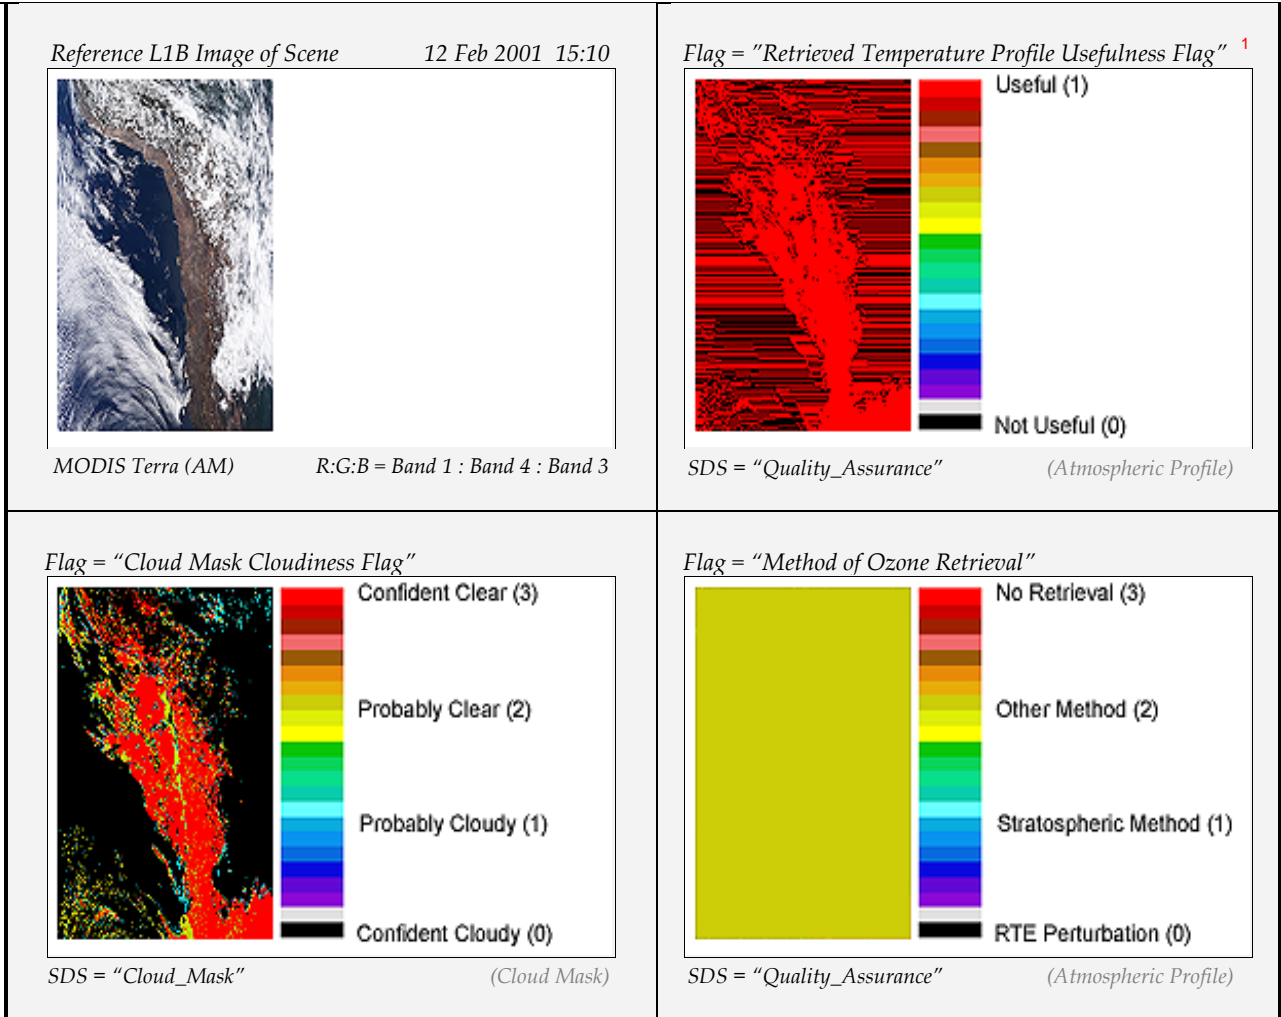 Reference L1B Image of Scene 12 Feb 2001 15:10
MODIS Terra (AM) R:G:B = Band 1 : Band 4 : Band 3
Flag = ”Retrieved Temperature Profile Usefulness Flag” 1
Useful (1)
Not Useful (0)
SDS = “Quality_Assurance” (Atmospheric Profile)
Flag = “Cloud Mask Cloudiness Flag”
Confident Clear (3)
Probably Clear (2)
Probably Cloudy (1)
Confident Cloudy (0)
SDS = “Cloud_Mask” (Cloud Mask)
Flag = “Method of Ozone Retrieval”
No Retrieval (3)
Other Method (2)
Stratospheric Method (1)
RTE Perturbation (0)
SDS = “Quality_Assurance” (Atmospheric Profile)